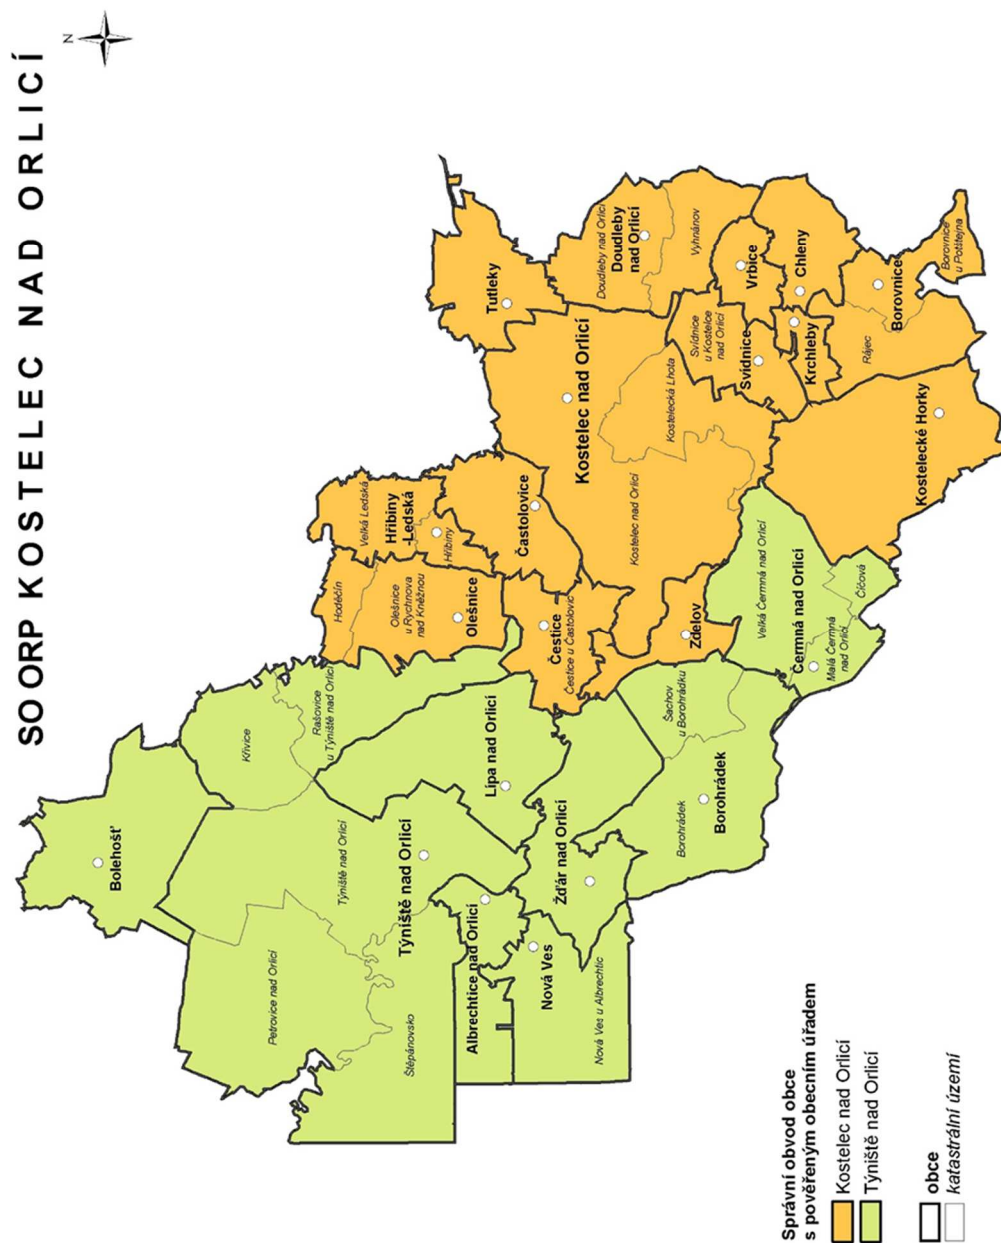 SO ORP KOSTELEC NAD ORLICÍ
N
Bolehošť
Křivice
Petrovice nad Orlicí
Týniště nad Orlicí
Rašovice
u Týniště nad Orlicí
Hoděčín
Velká Ledská
Hřibiny
-Ledská
Hřibiny
Olešnice
u Rychnova
nad Kněžnou
Olešnice
Týniště nad Orlicí
Štěpánovsko
Lípa nad Orlicí
Albrechtice nad Orlicí
Častolovice
Čestice
Čestice u Častolovic
Tutleky
Kostelec nad Orlicí
Doudleby nad Orlicí
Doudleby
nad Orlicí
Nová Ves
Nová Ves u Albrechtic
Žďár nad Orlicí
Kostelec nad Orlicí
Kostelecká Lhota
Vyhnánov
Svídnice
u Kostelce
nad Orlicí
Svídnice
Vrbice
Zdelov
Šachov
u Borohrádku
Borohrádek
Borohrádek
Chleny
Krchleby
Velká Čermná nad Orlicí
Čermná nad Orlicí
Malá Čermná
nad Orlicí
Číčová
Rájec
Borovnice
Borovnice
u Potštejna
Kostelecké Horky
Správní obvod obce
s pověřeným obecním úřadem
Kostelec nad Orlicí
Týniště nad Orlicí
obce
katastrální území